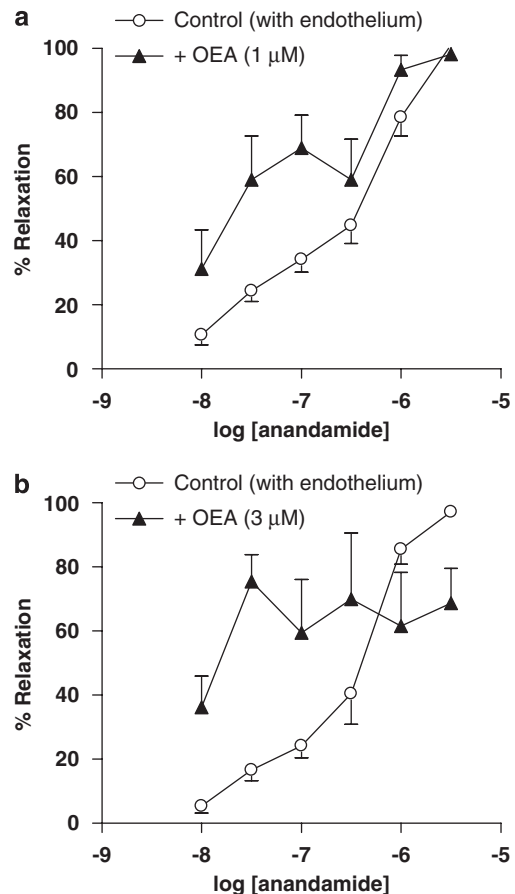 a
Control (with endothelium)
+ OEA (1 μM)
100
80
60
40
20
0
% Relaxation
-9 -8 -7 -6 -5
log [anandamide]
b
Control (with endothelium)
+ OEA (3 μM)
100
80
60
40
20
0
% Relaxation
-9 -8 -7 -6 -5
log [anandamide]